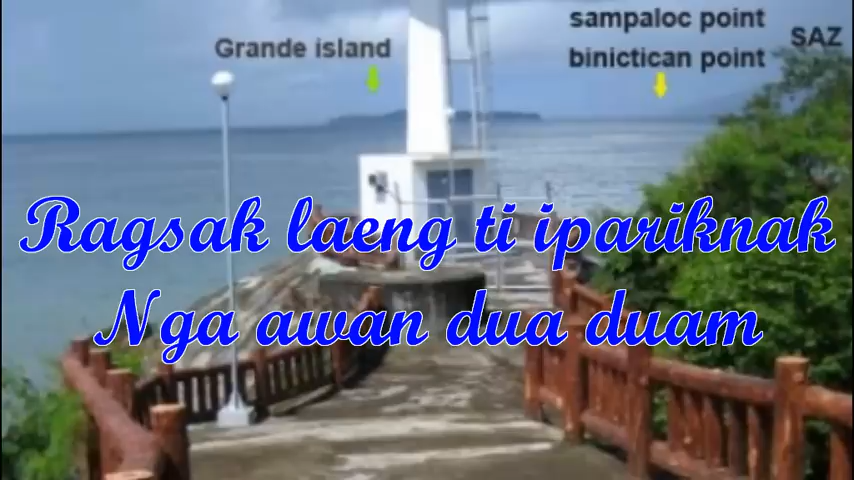 sampaloc point
SAZ
Grande island
binictican point
Ragsak laeng ti ipariknak
Nga awan dua duam